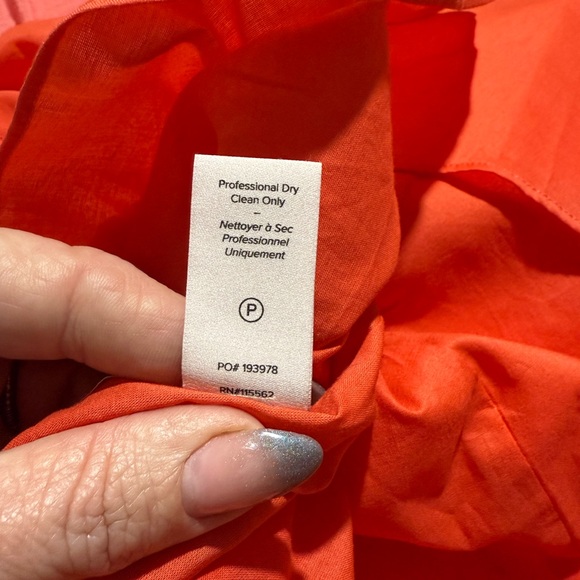 Professional Dry
Clean Only
–
Nettoyer à Sec
Professionnel
Uniquement
P
PO# 193978
RN#115562